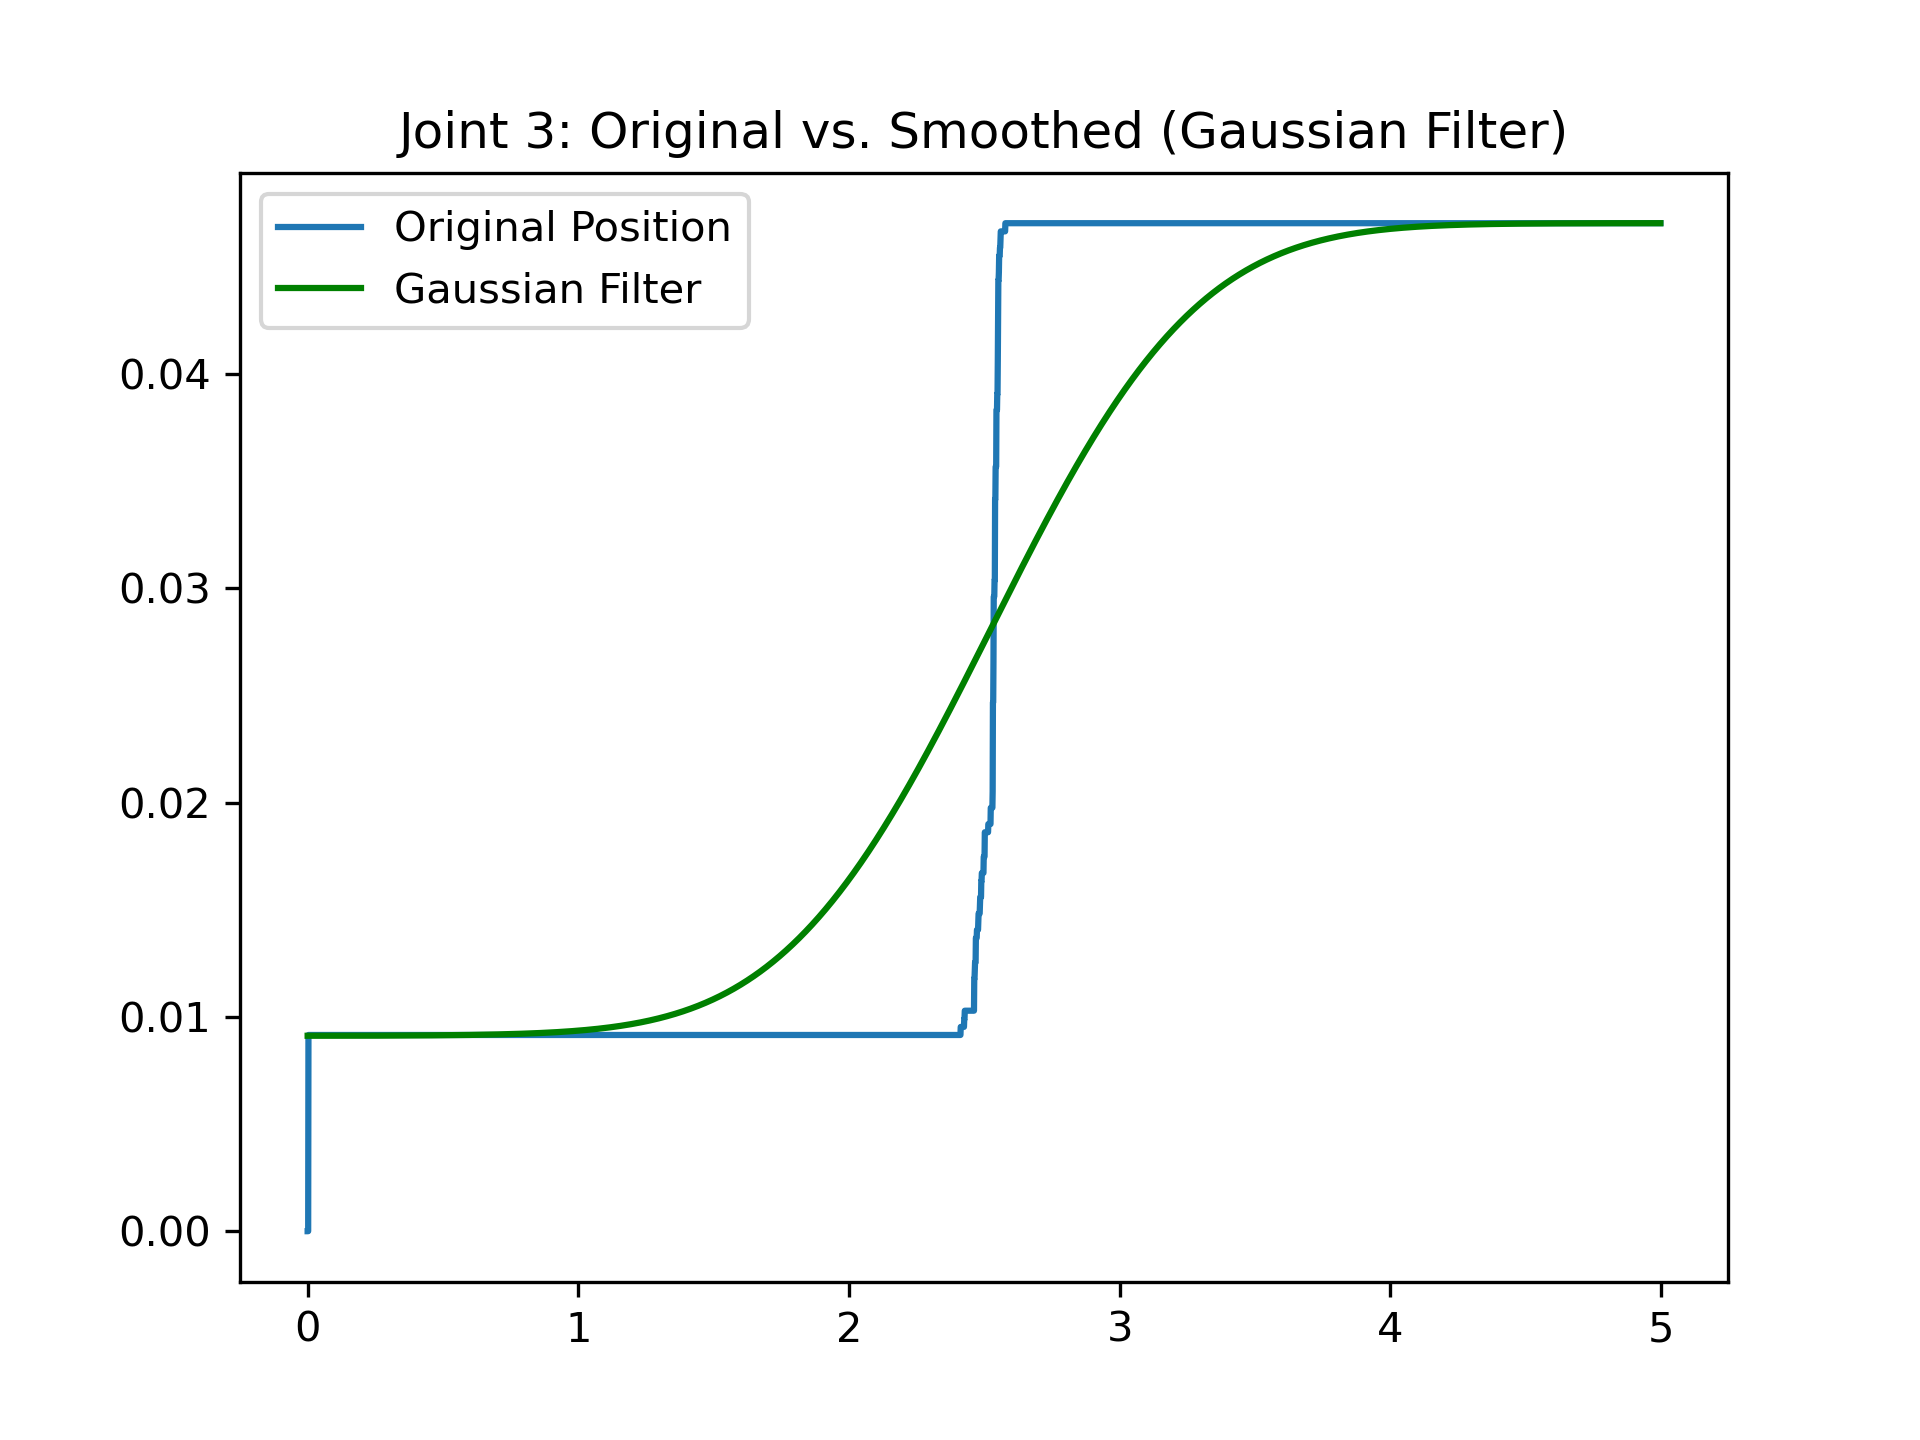 Joint 3: Original vs. Smoothed (Gaussian Filter)
Original Position
Gaussian Filter
0.04
0.03
0.02
0.01
0.00
0 1 2 3 4 5